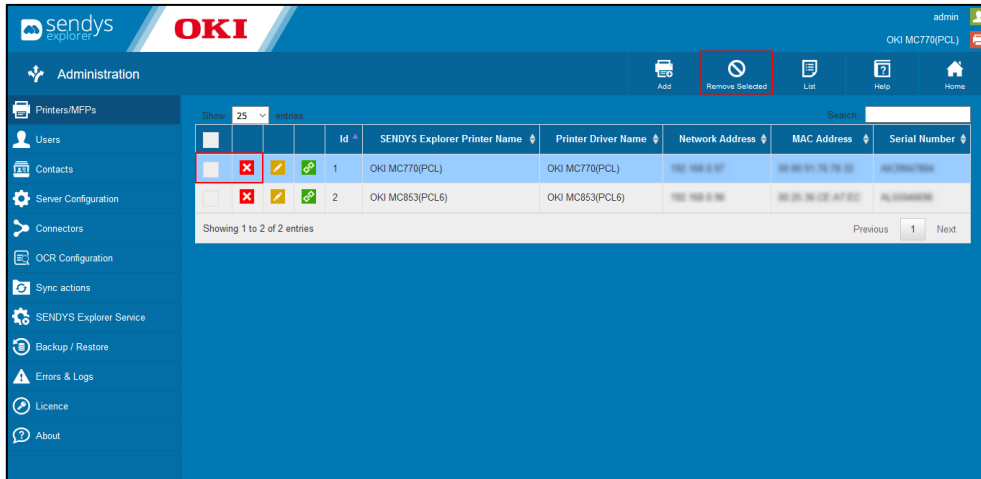 sendys
explorer
OKI
admin
OKI MC770(PCL)
Administration
Add
Remove Selected
List
Help
Home
Printers/MFPs
Users
Contacts
Server Configuration
Connectors
OCR Configuration
Sync actions
SENDYS Explorer Service
Backup / Restore
Errors & Logs
Licence
About
Show 25 entries
Search:
Id SENDYS Explorer Printer Name Printer Driver Name Network Address MAC Address Serial Number
1 OKI MC770(PCL) OKI MC770(PCL)
2 OKI MC853(PCL6) OKI MC853(PCL6)
Showing 1 to 2 of 2 entries
Previous 1 Next